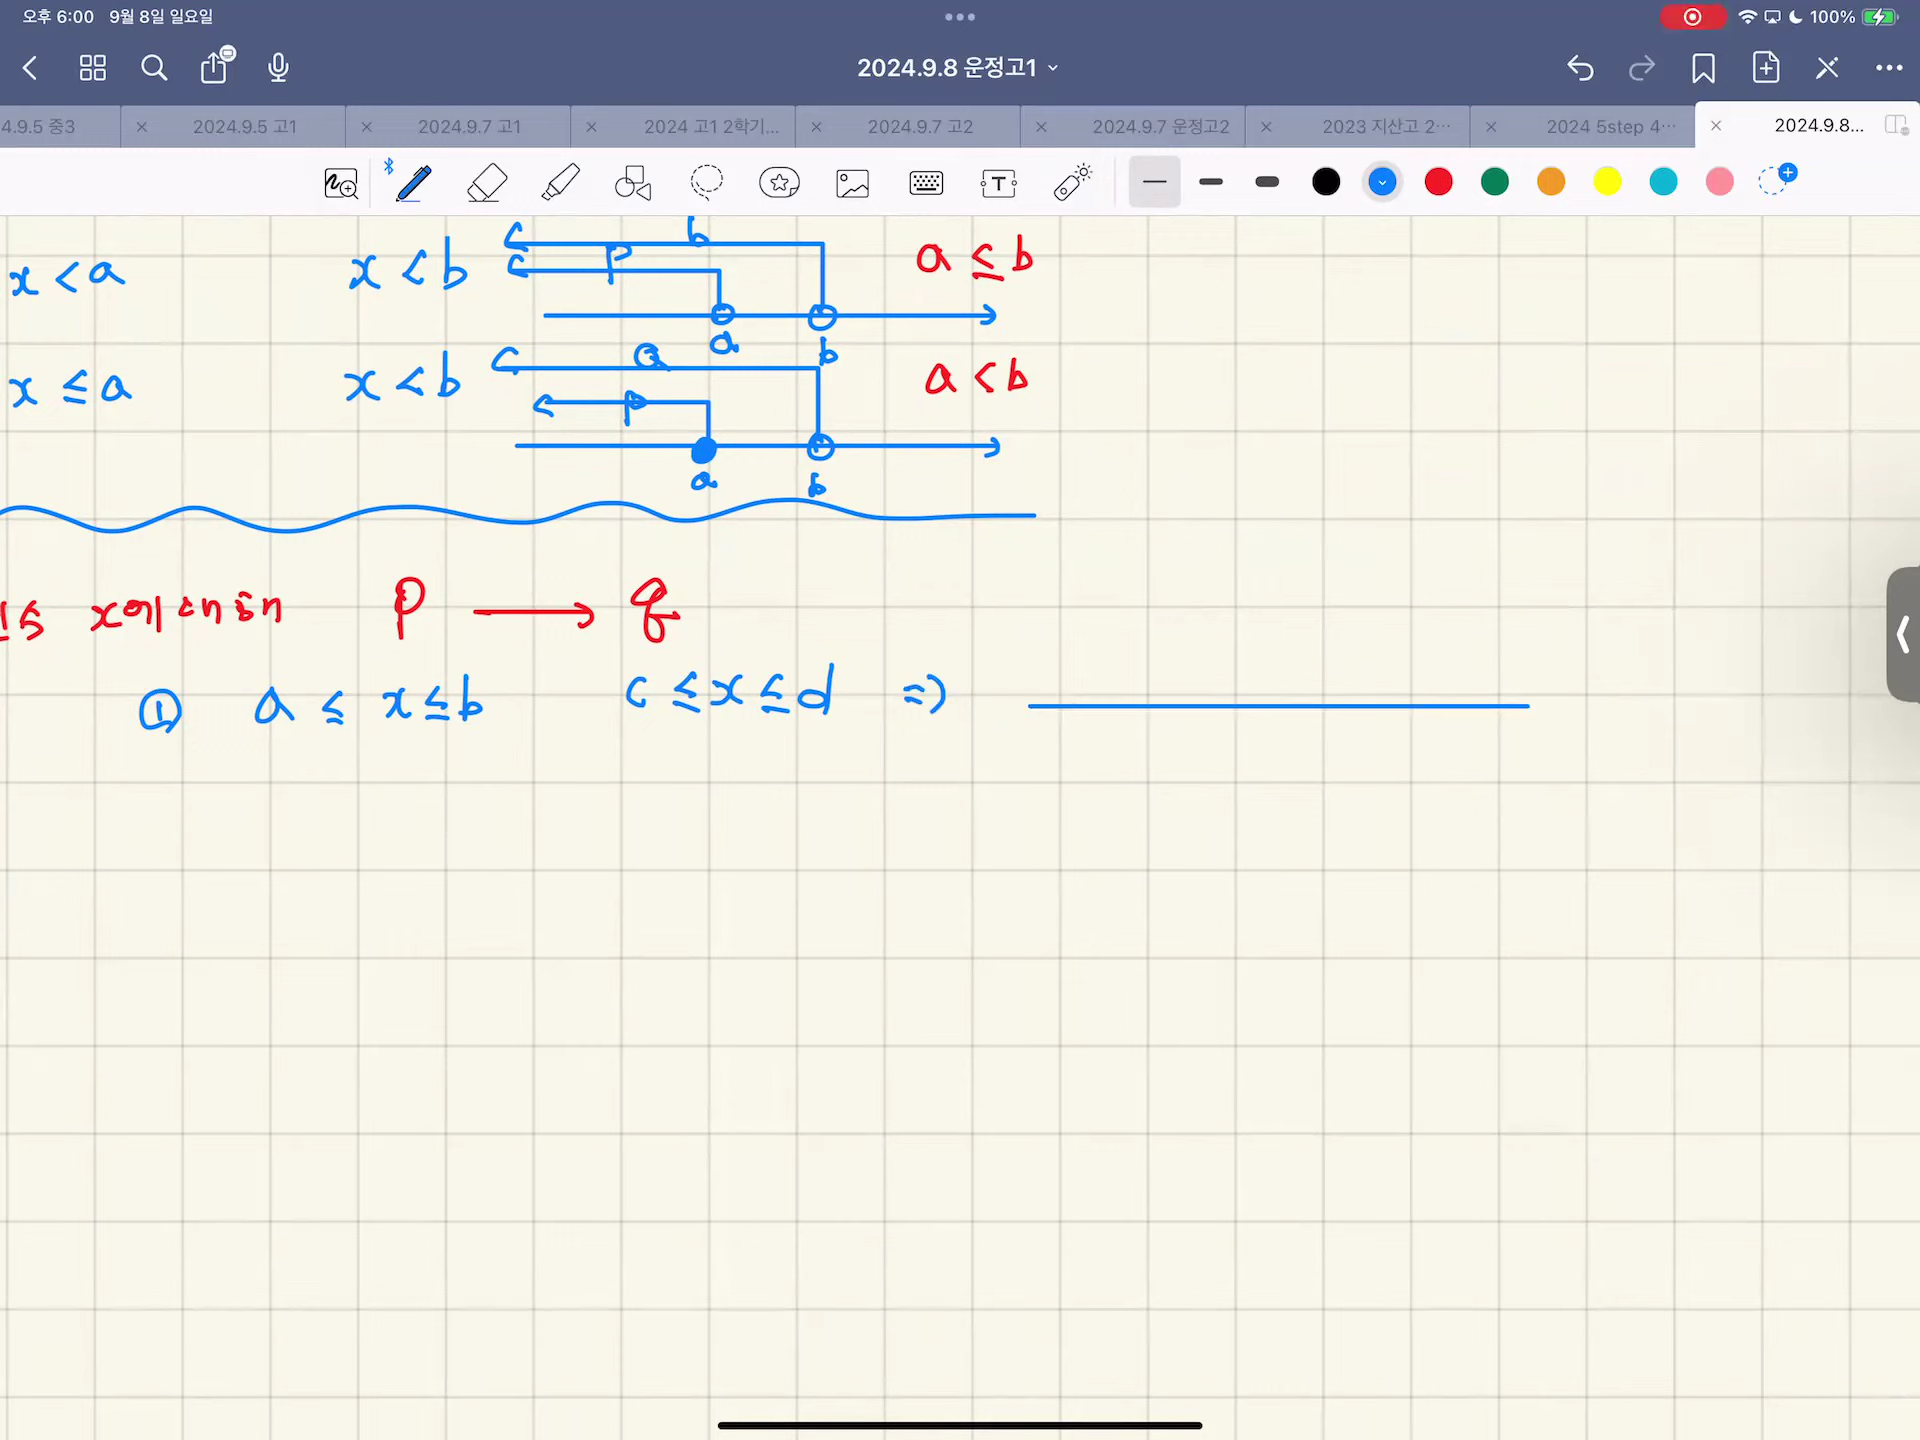 오후 6:00 9월 8일 일요일 100%
2024.9.8 운정고1
4.9.5 중3 2024.9.5 고1 2024.9.7 고1 2024 고1 2학기... 2024.9.7 고2 2024.9.7 운정고2 2023 지산고 2... 2024 5step 4... 2024.9.8...
x < a x < b b P a b a ≤ b
x ≤ a x < b Q P a b a < b
x에 대하여 P → q
① a ≤ x ≤ b c ≤ x ≤ d ⇒